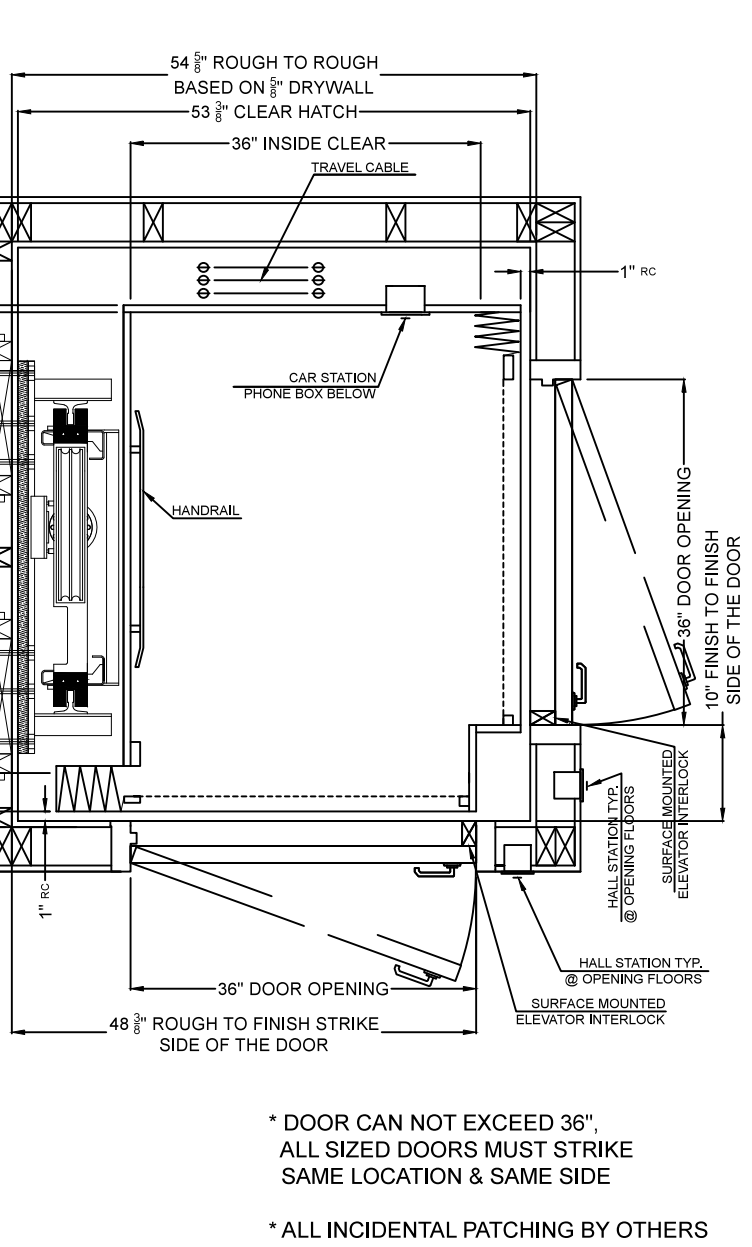 54 5/8" ROUGH TO ROUGH
BASED ON 5/8" DRYWALL
53 3/8" CLEAR HATCH
36" INSIDE CLEAR
TRAVEL CABLE
1" RC
CAR STATION
PHONE BOX BELOW
HANDRAIL
36" DOOR OPENING
10" FINISH TO FINISH
SIDE OF THE DOOR
HALL STATION TYP.
@ OPENING FLOORS
SURFACE MOUNTED
ELEVATOR INTERLOCK
1" RC
HALL STATION TYP.
@ OPENING FLOORS
36" DOOR OPENING
SURFACE MOUNTED
ELEVATOR INTERLOCK
48 3/8" ROUGH TO FINISH STRIKE
SIDE OF THE DOOR
* DOOR CAN NOT EXCEED 36",
ALL SIZED DOORS MUST STRIKE
SAME LOCATION & SAME SIDE
* ALL INCIDENTAL PATCHING BY OTHERS